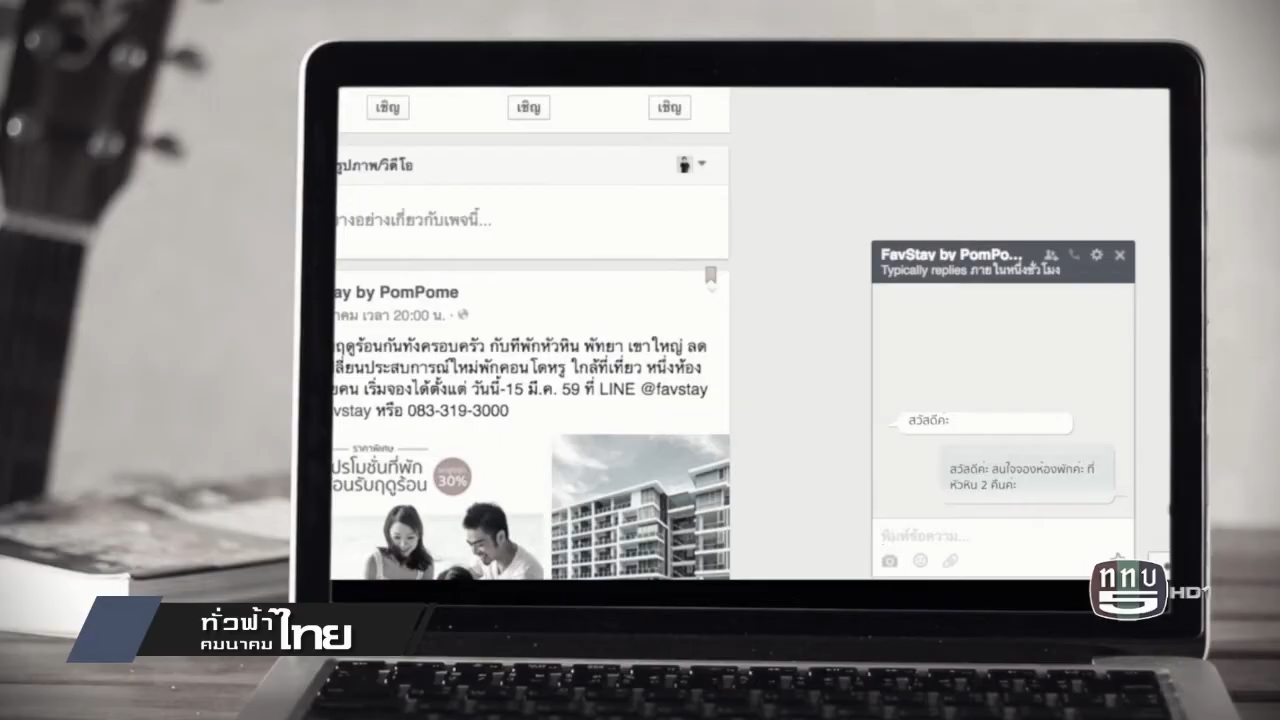 เชิญ
เชิญ
เชิญ
รูปภาพ/วิดีโอ
างอย่างเกี่ยวกับเพจนี้...
ay by PomPome
าคม เวลา 20:00 น.
ฤดูร้อนกันทั้งครอบครัว กับที่พักหัวหิน พัทยา เขาใหญ่ ลด
ลี่ยนประสบการณ์ใหม่พักคอนโดหรู ใกล้ที่เที่ยว หนึ่งห้อง
ยคน เริ่มจองได้ตั้งแต่ วันนี้-15 มี.ค. 59 ที่ LINE @favstay
vstay หรือ 083-319-3000
ราคาพิเศษ
ปรโมชั่นที่พัก
อนรับฤดูร้อน
30%
FavStay by PomPo...
Typically replies ภายในหนึ่งชั่วโมง
สวัสดีค่ะ
สวัสดีค่ะ สนใจจองห้องพักค่ะ ที่
หัวหิน 2 คืนค่ะ
พิมพ์ข้อความ...
ททบ
5
HD1
ทั่วฟ้า
คมนาคม
ไทย